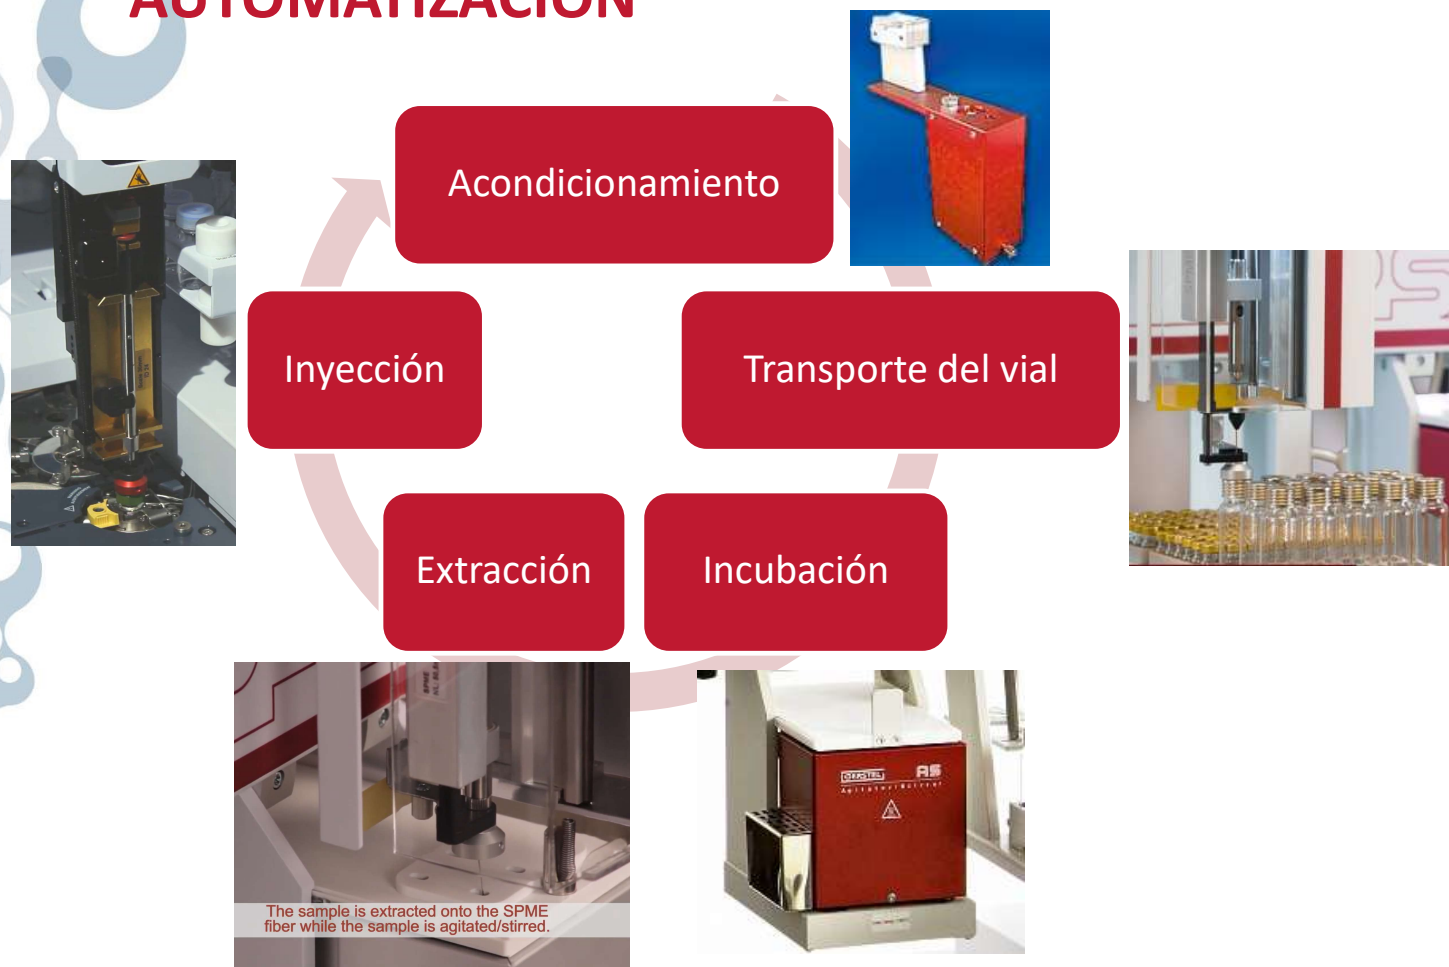 AUTOMATIZACIÓN
Acondicionamiento
Inyección
Transporte del vial
Extracción
Incubación
GERSTEL AS
Agitator/Stirrer
The sample is extracted onto the SPME
fiber while the sample is agitated/stirred.